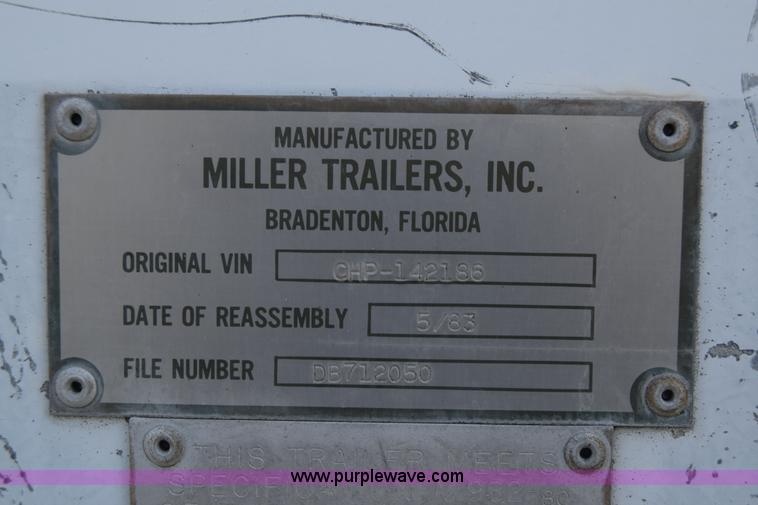 MANUFACTURED BY
MILLER TRAILERS, INC.
BRADENTON, FLORIDA
ORIGINAL VIN CHP-142186
DATE OF REASSEMBLY 5/83
FILE NUMBER DB712050
THIS TRAILER MEETS
www.purplewave.com